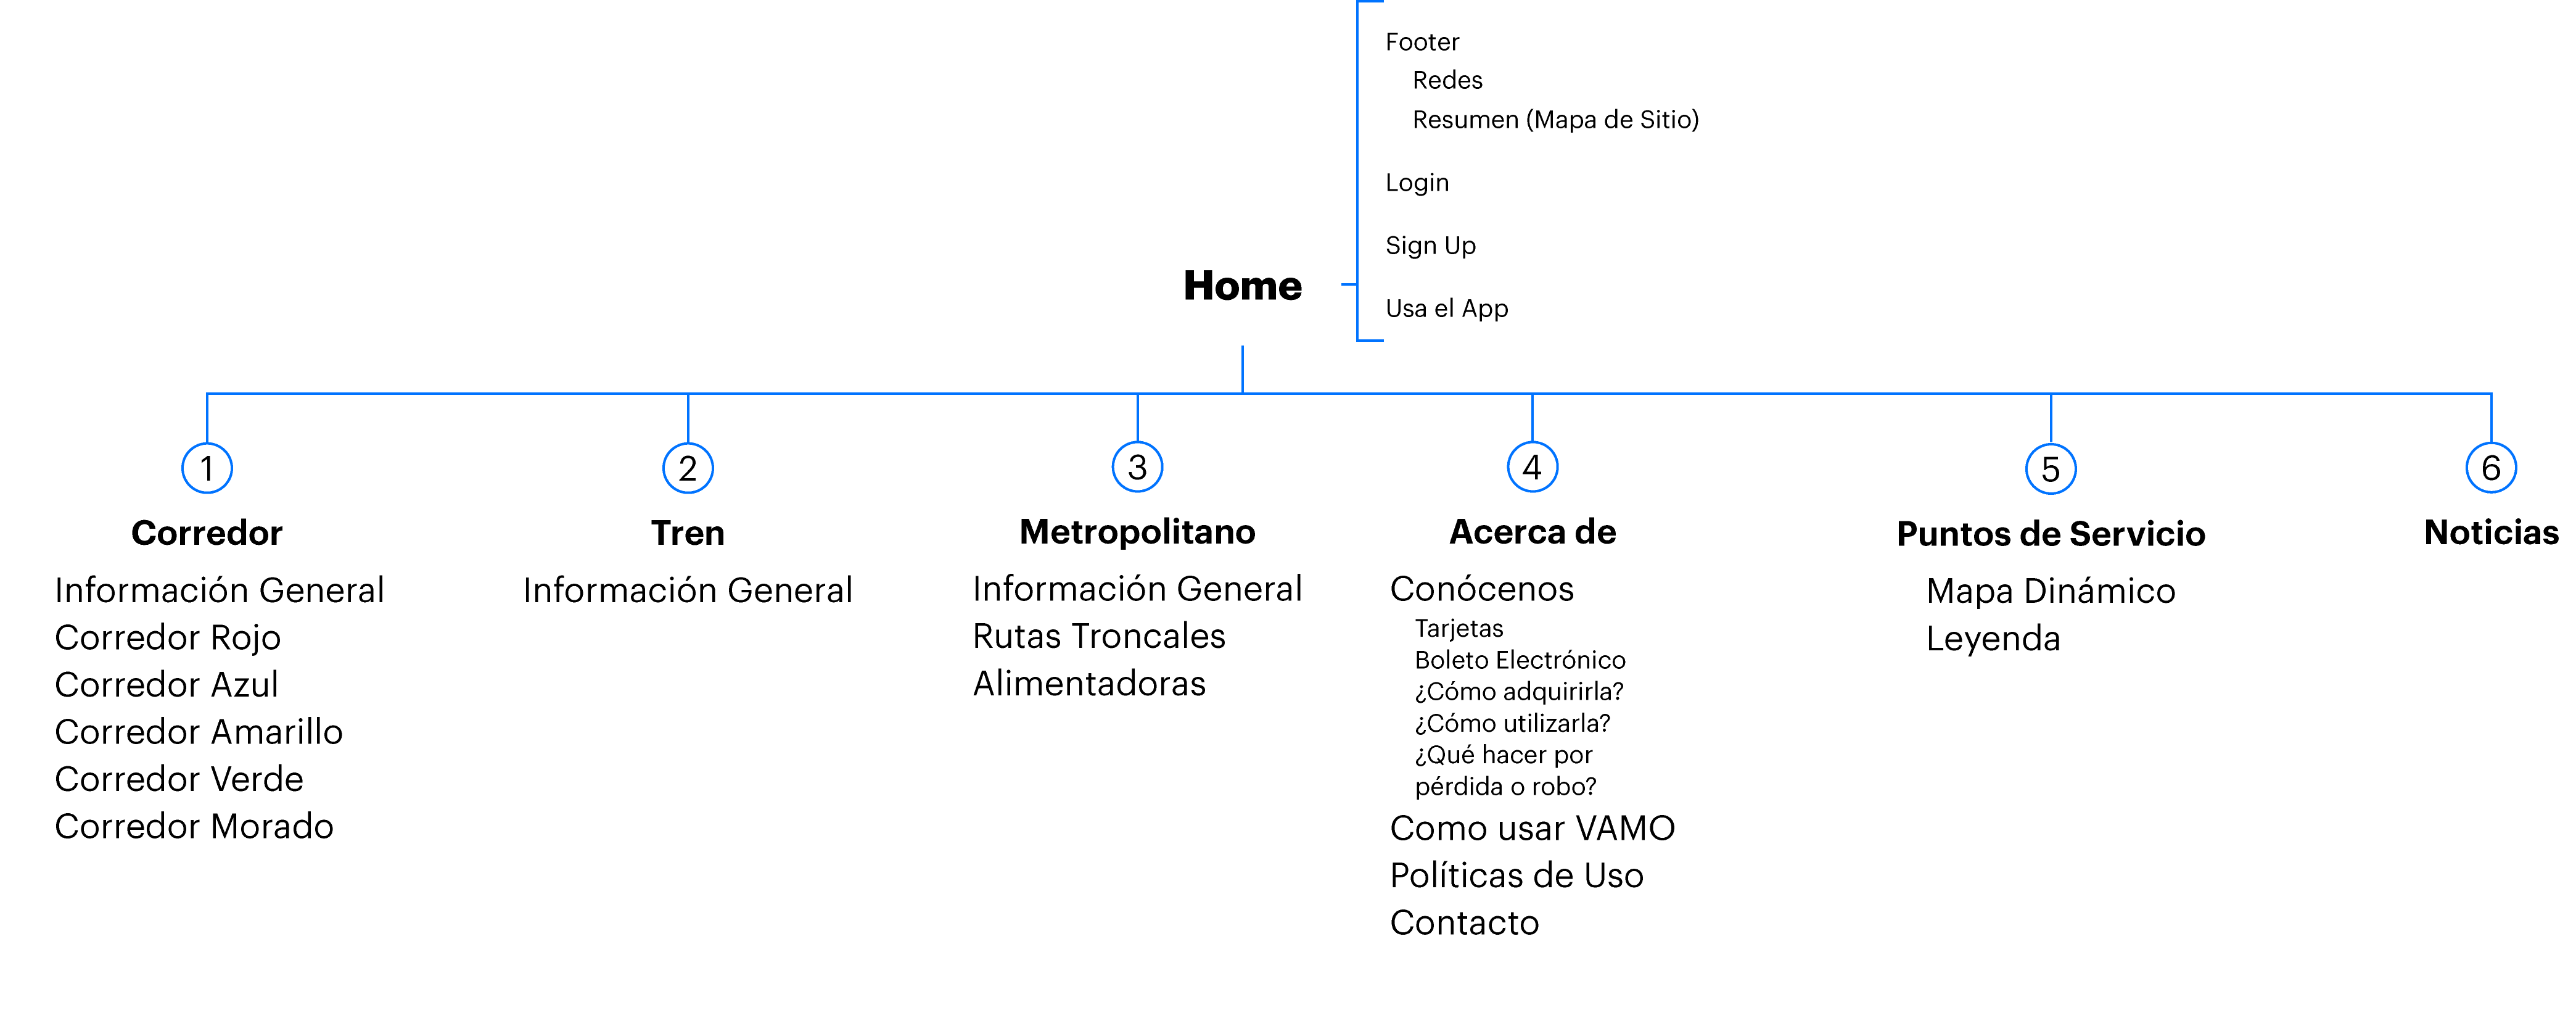 Footer
Redes
Resumen (Mapa de Sitio)
Login
Sign Up
Usa el App
Home
1
Corredor
Información General
Corredor Rojo
Corredor Azul
Corredor Amarillo
Corredor Verde
Corredor Morado
2
Tren
Información General
3
Metropolitano
Información General
Rutas Troncales
Alimentadoras
4
Acerca de
Conócenos
Tarjetas
Boleto Electrónico
¿Cómo adquirirla?
¿Cómo utilizarla?
¿Qué hacer por
pérdida o robo?
Como usar VAMO
Políticas de Uso
Contacto
5
Puntos de Servicio
Mapa Dinámico
Leyenda
6
Noticias